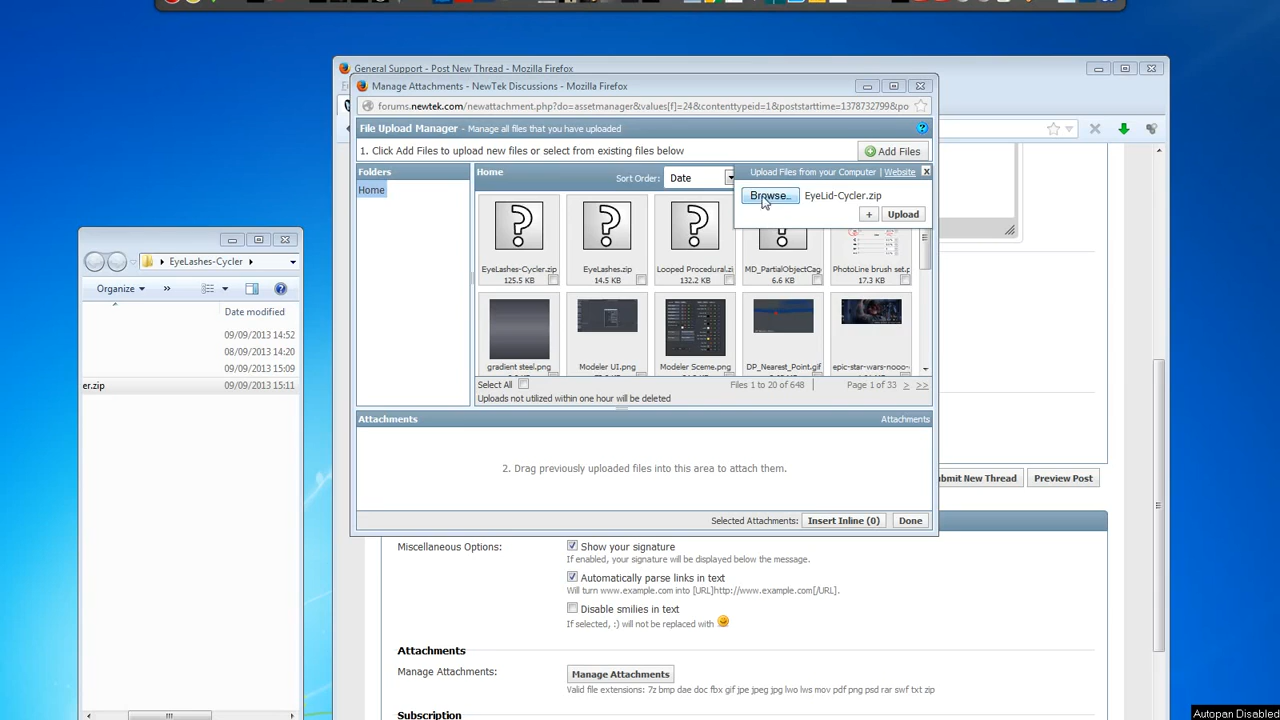 General Support - Post New Thread - Mozilla Firefox
Manage Attachments - NewTek Discussions - Mozilla Firefox
forums.newtek.com/newattachment.php?do=assetmanager&values[f]=24&contenttypeid=1&poststarttime=1378732799&po
File Upload Manager - Manage all files that you have uploaded
1. Click Add Files to upload new files or select from existing files below
Add Files
Folders
Home
Home
Sort Order:
Date
Upload Files from your Computer | Website
Browse..
EyeLid-Cycler.zip
+
Upload
EyeLashes-Cycler.zip
125.5 KB
EyeLashes.zip
14.5 KB
Looped Procedural.zi
132.2 KB
MD_PartialObjectCag
6.6 KB
PhotoLine brush set.p
17.3 KB
gradient steel.png
Modeler UI.png
Modeler Sceme.png
DP_Nearest_Point.gif
epic-star-wars-nooo-
Select All
Files 1 to 20 of 648
Page 1 of 33 > >>
Uploads not utilized within one hour will be deleted
Attachments
Attachments
2. Drag previously uploaded files into this area to attach them.
Selected Attachments:
Insert Inline (0)
Done
EyeLashes-Cycler
Organize
»
Date modified
09/09/2013 14:52
08/09/2013 14:20
09/09/2013 15:09
er.zip
09/09/2013 15:11
ubmit New Thread
Preview Post
Miscellaneous Options:
Show your signature
If enabled, your signature will be displayed below the message.
Automatically parse links in text
Will turn www.example.com into [URL]http://www.example.com[/URL].
Disable smilies in text
If selected, :) will not be replaced with
Attachments
Manage Attachments:
Manage Attachments
Valid file extensions: 7z bmp dae doc fbx gif jpe jpeg jpg lwo lws mov pdf png psd rar swf txt zip
Subscription
Autopan Disabled